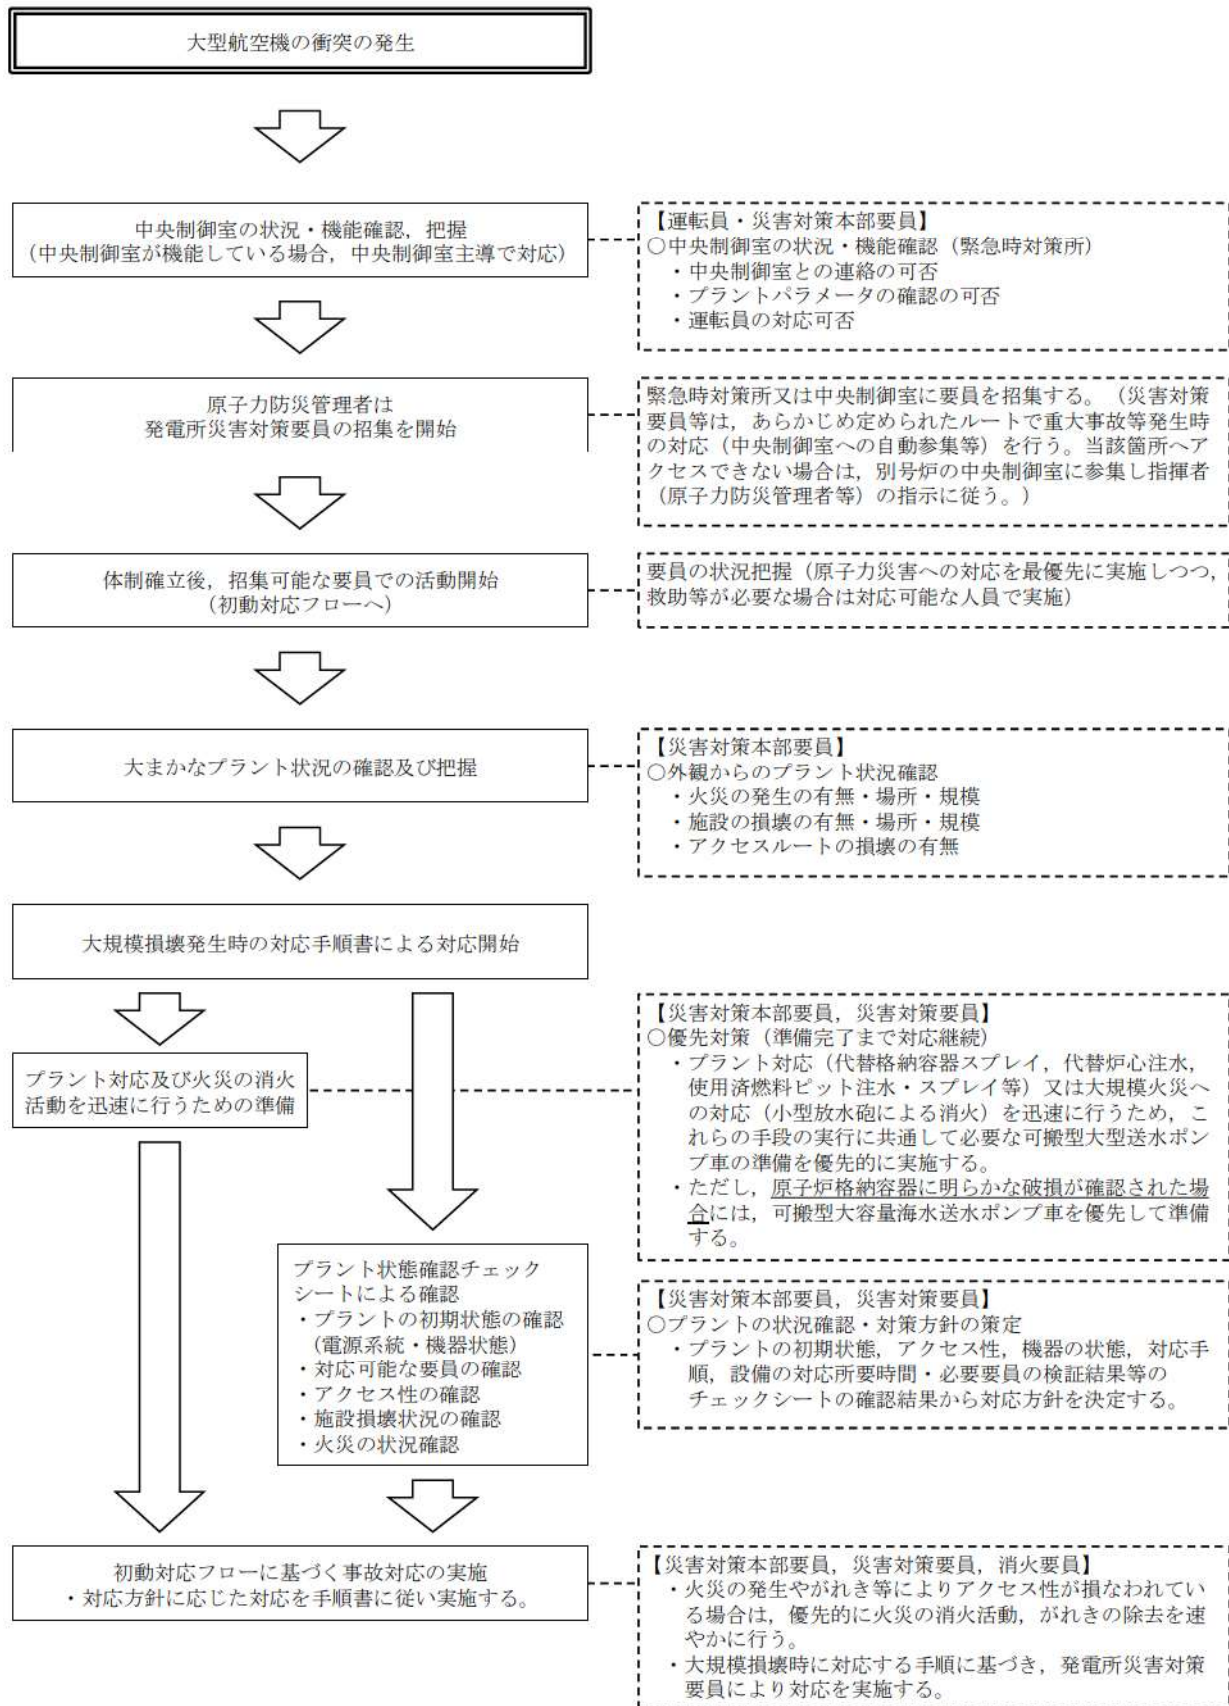 大型航空機の衝突の発生
中央制御室の状況・機能確認，把握
（中央制御室が機能している場合，中央制御室主導で対応）
【運転員・災害対策本部要員】
○中央制御室の状況・機能確認（緊急時対策所）
・中央制御室との連絡の可否
・プラントパラメータの確認の可否
・運転員の対応可否
原子力防災管理者は
発電所災害対策要員の招集を開始
緊急時対策所又は中央制御室に要員を招集する。（災害対策
要員等は，あらかじめ定められたルートで重大事故等発生時
の対応（中央制御室への自動参集等）を行う。当該箇所へア
クセスできない場合は，別号炉の中央制御室に参集し指揮者
（原子力防災管理者等）の指示に従う。）
体制確立後，招集可能な要員での活動開始
（初動対応フローへ）
要員の状況把握（原子力災害への対応を最優先に実施しつつ，
救助等が必要な場合は対応可能な人員で実施）
大まかなプラント状況の確認及び把握
【災害対策本部要員】
○外観からのプラント状況確認
・火災の発生の有無・場所・規模
・施設の損壊の有無・場所・規模
・アクセスルートの損壊の有無
大規模損壊発生時の対応手順書による対応開始
プラント対応及び火災の消火
活動を迅速に行うための準備
【災害対策本部要員，災害対策要員】
○優先対策（準備完了まで対応継続）
・プラント対応（代替格納容器スプレイ，代替炉心注水，
使用済燃料ピット注水・スプレイ等）又は大規模火災へ
の対応（小型放水砲による消火）を迅速に行うため，こ
れらの手段の実行に共通して必要な可搬型大型送水ポン
プ車の準備を優先的に実施する。
・ただし，原子炉格納容器に明らかな破損が確認された場
合には，可搬型大容量海水送水ポンプ車を優先して準備
する。
プラント状態確認チェック
シートによる確認
・プラントの初期状態の確認
（電源系統・機器状態）
・対応可能な要員の確認
・アクセス性の確認
・施設損壊状況の確認
・火災の状況確認
【災害対策本部要員，災害対策要員】
○プラントの状況確認・対策方針の策定
・プラントの初期状態，アクセス性，機器の状態，対応手
順，設備の対応所要時間・必要要員の検証結果等の
チェックシートの確認結果から対応方針を決定する。
初動対応フローに基づく事故対応の実施
・対応方針に応じた対応を手順書に従い実施する。
【災害対策本部要員，災害対策要員，消火要員】
・火災の発生やがれき等によりアクセス性が損なわれてい
る場合は，優先的に火災の消火活動，がれきの除去を速
やかに行う。
・大規模損壊時に対応する手順に基づき，発電所災害対策
要員により対応を実施する。